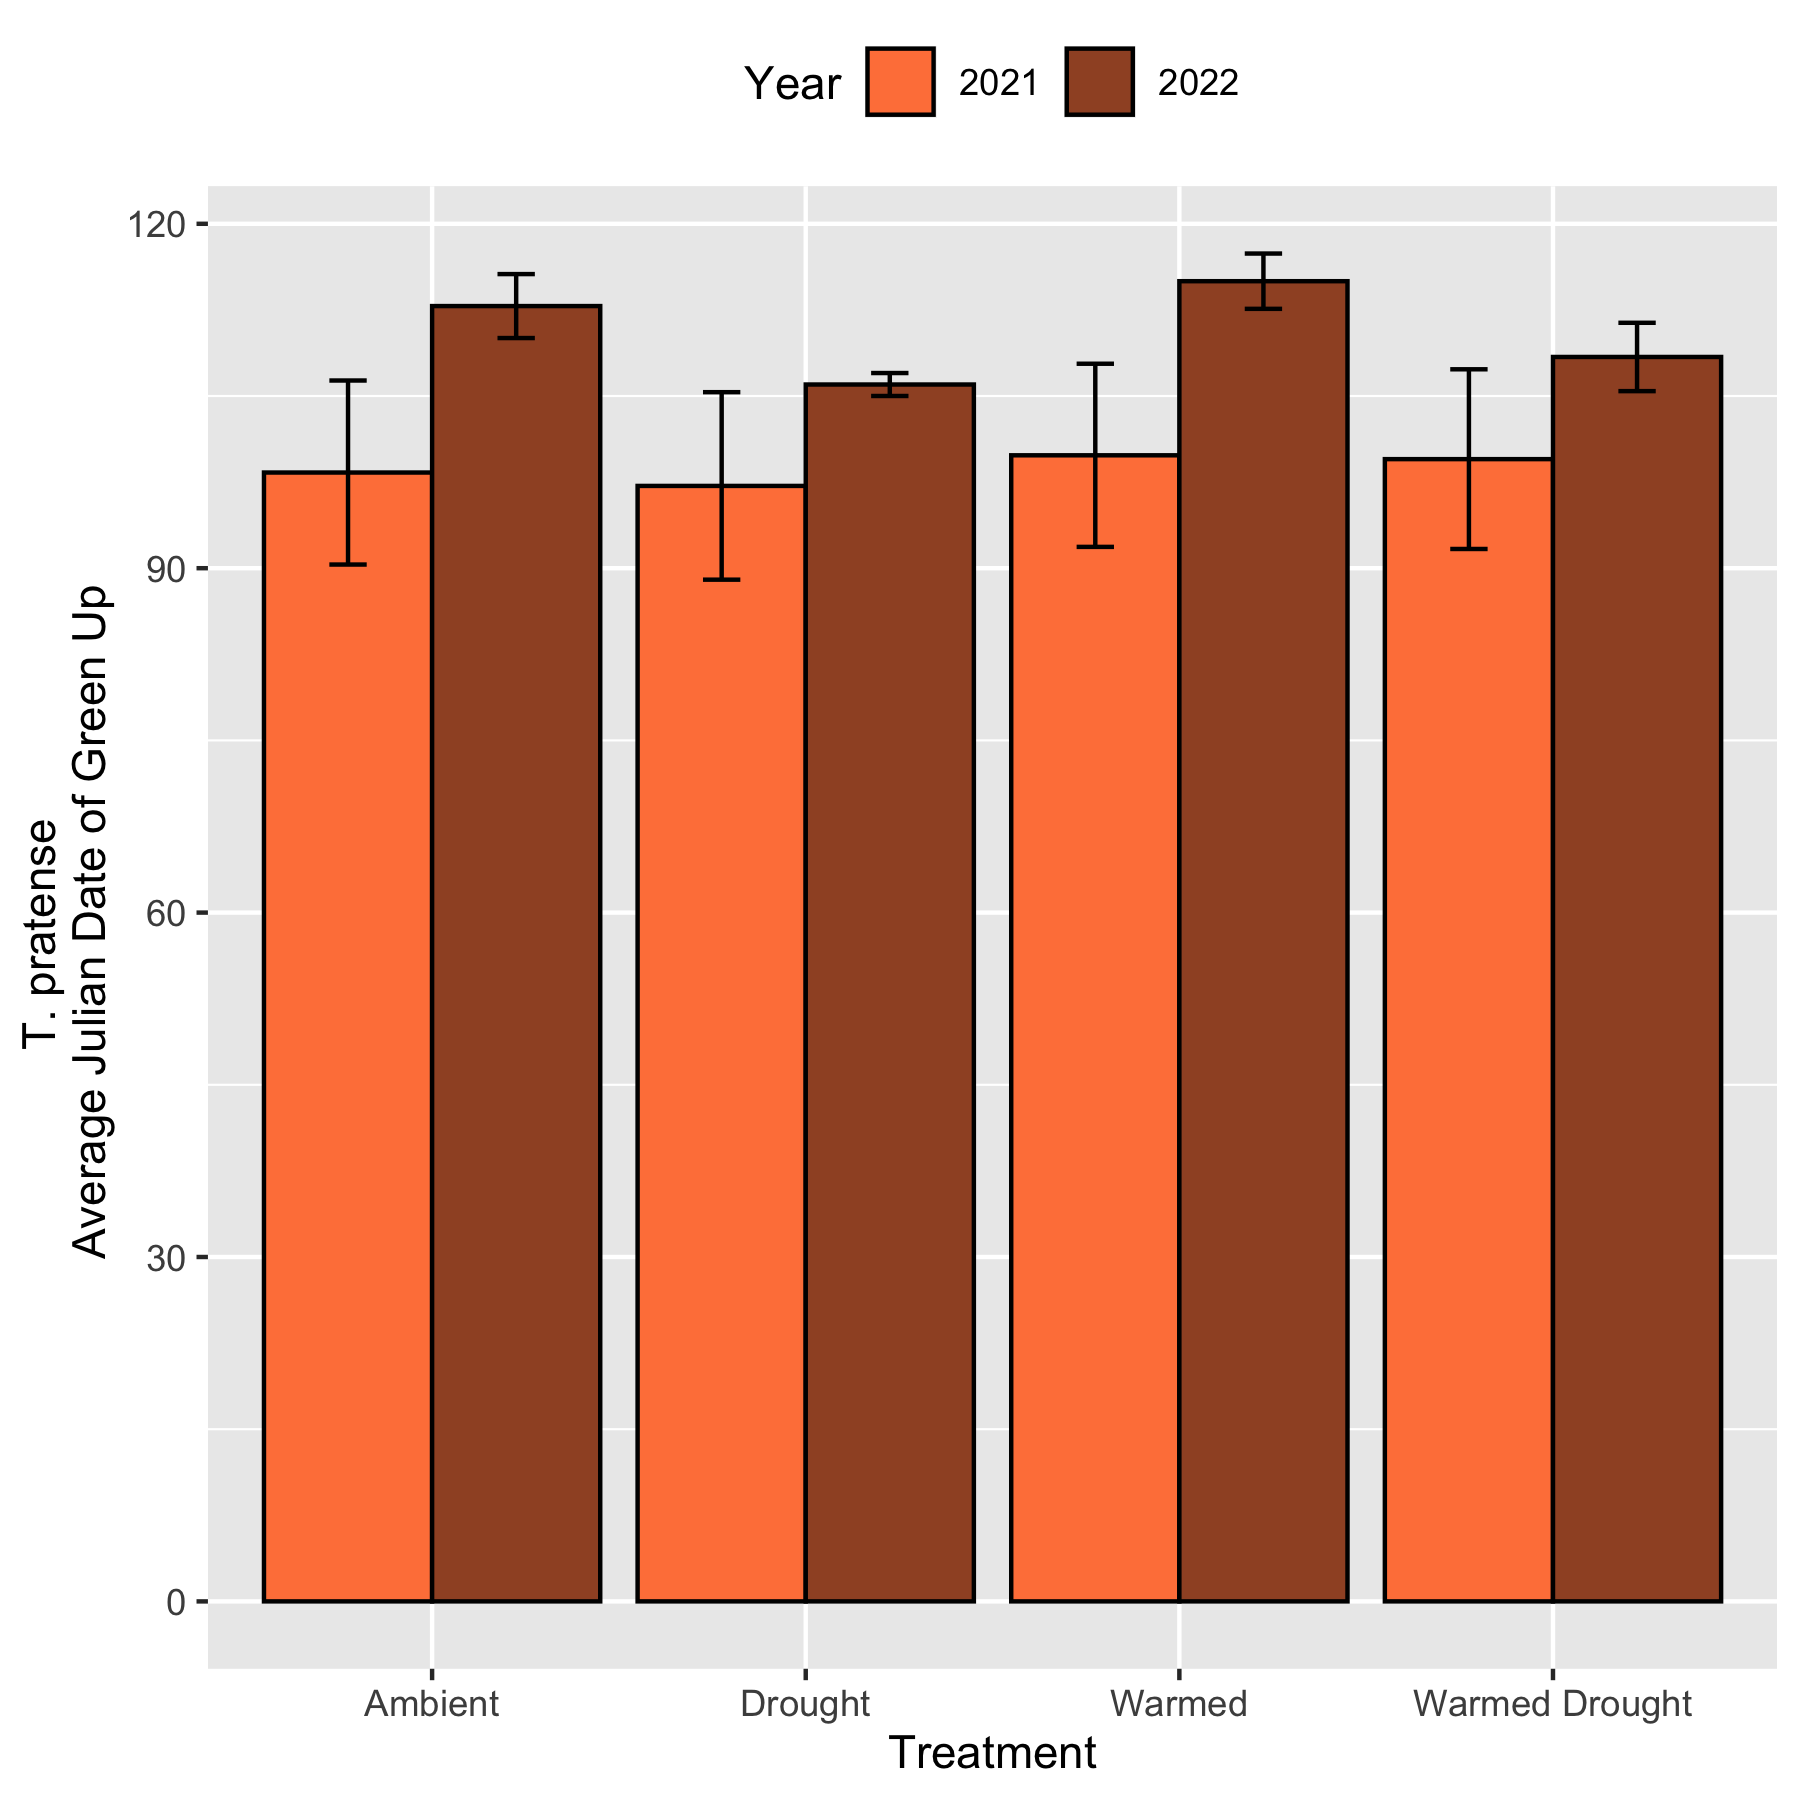 Year 2021 2022
T. pratense
Average Julian Date of Green Up
120
90
60
30
0
Ambient Drought Warmed Warmed Drought
Treatment